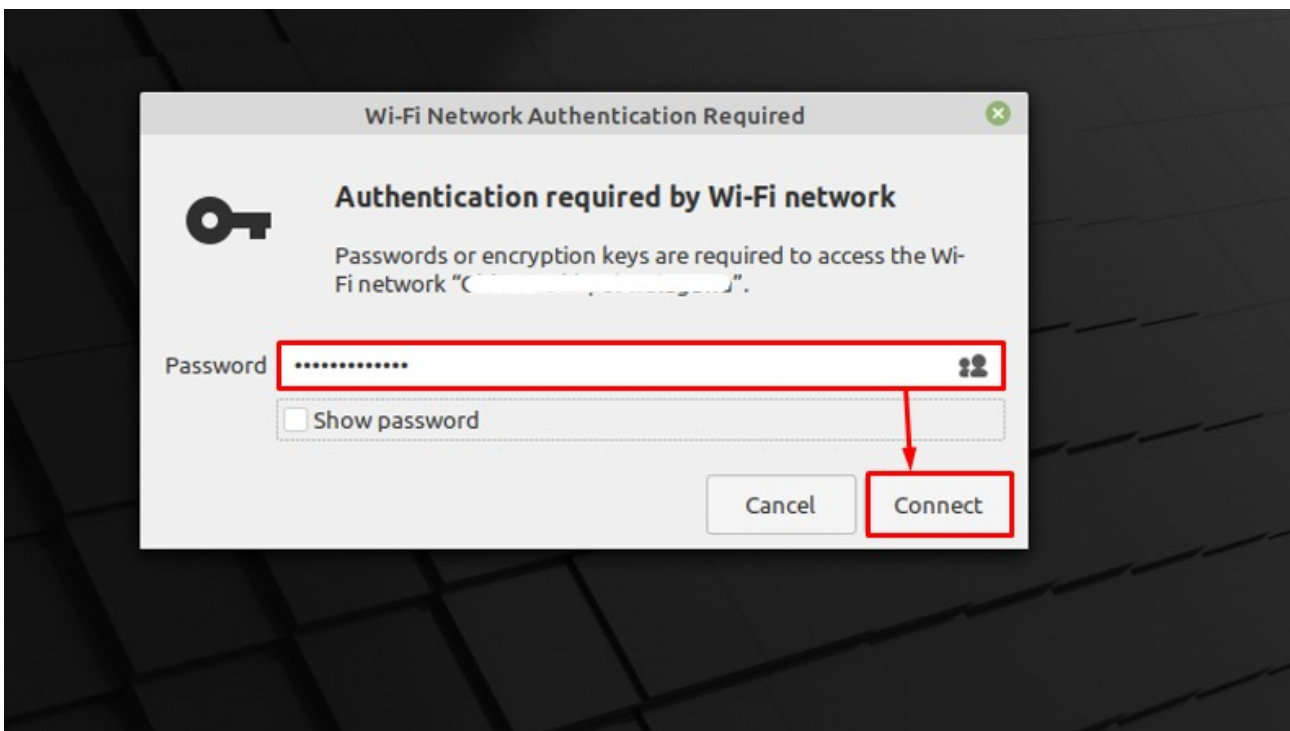 Wi-Fi Network Authentication Required
Authentication required by Wi-Fi network
Passwords or encryption keys are required to access the Wi-
Fi network “ ”.
Password •••••••••••••
Show password
Cancel Connect